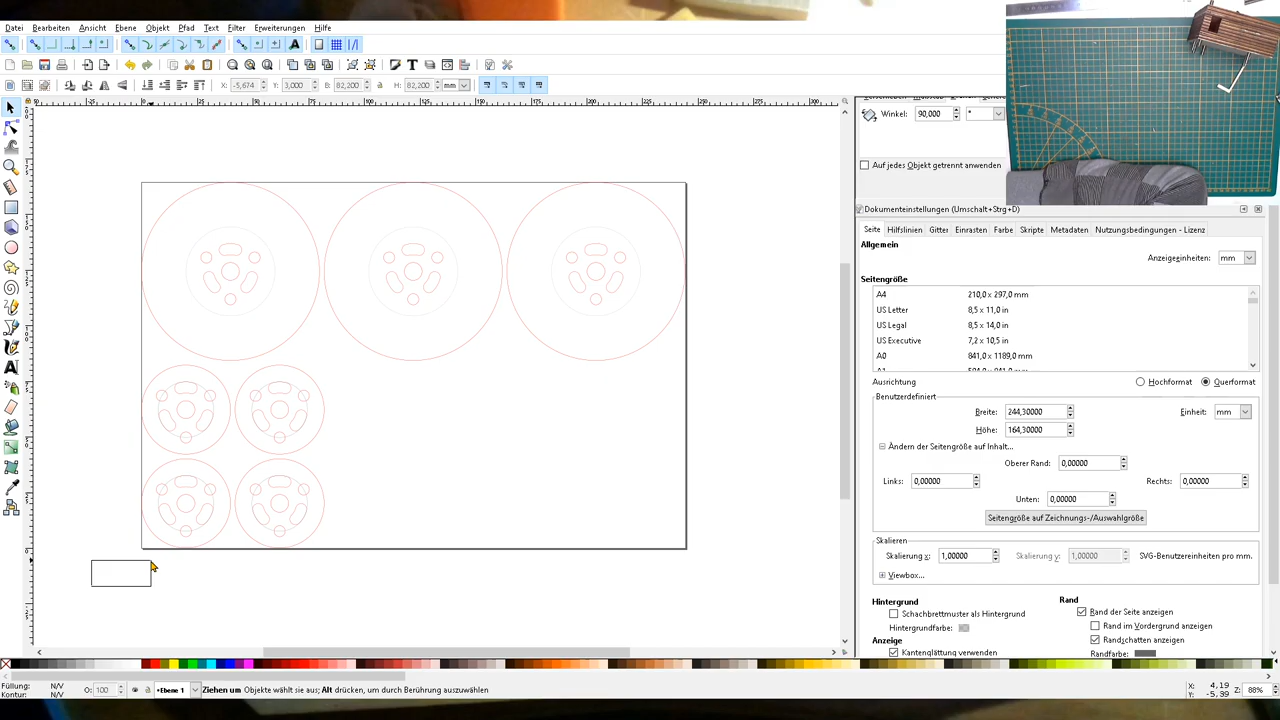 Datei Bearbeiten Ansicht Ebene Objekt Pfad Text Filter Erweiterungen Hilfe
X: -5,674 Y: 3,000 B: 82,200 H: 82,200 mm
Winkel: 90,000 °
Auf jedes Objekt getrennt anwenden
Dokumenteinstellungen (Umschalt+Strg+D)
Seite Hilfslinien Gitter Einrasten Farbe Skripte Metadaten Nutzungsbedingungen - Lizenz
Allgemein
Anzeigeeinheiten: mm
Seitengröße
A4 210,0 x 297,0 mm
US Letter 8,5 x 11,0 in
US Legal 8,5 x 14,0 in
US Executive 7,2 x 10,5 in
A0 841,0 x 1189,0 mm
Ausrichtung Hochformat Querformat
Benutzerdefiniert
Breite: 244,30000 Einheit: mm
Höhe: 164,30000
Ändern der Seitengröße auf Inhalt...
Oberer Rand: 0,00000
Links: 0,00000 Rechts: 0,00000
Unten: 0,00000
Seitengröße auf Zeichnungs-/Auswahlgröße
Skalieren
Skalierung x: 1,00000 Skalierung y: 1,00000 SVG-Benutzereinheiten pro mm.
Viewbox...
Hintergrund Rand
Schachbrettmuster als Hintergrund Rand der Seite anzeigen
Hintergrundfarbe: Rand im Vordergrund anzeigen
Anzeige Randschatten anzeigen
Kantenglättung verwenden Randfarbe:
Füllung: N/V
Kontur: N/V
O: 100
Ebene 1
Ziehen um Objekte wählt sie aus; Alt drücken, um durch Berührung auszuwählen
X: 4,19
Y: -5,39
Z: 88%